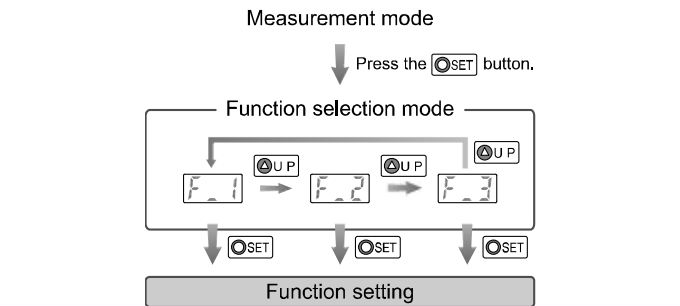 Measurement mode
Press the SET button.
Function selection mode
UP
UP UP
F_1 F_2 F_3
SET SET SET
Function setting